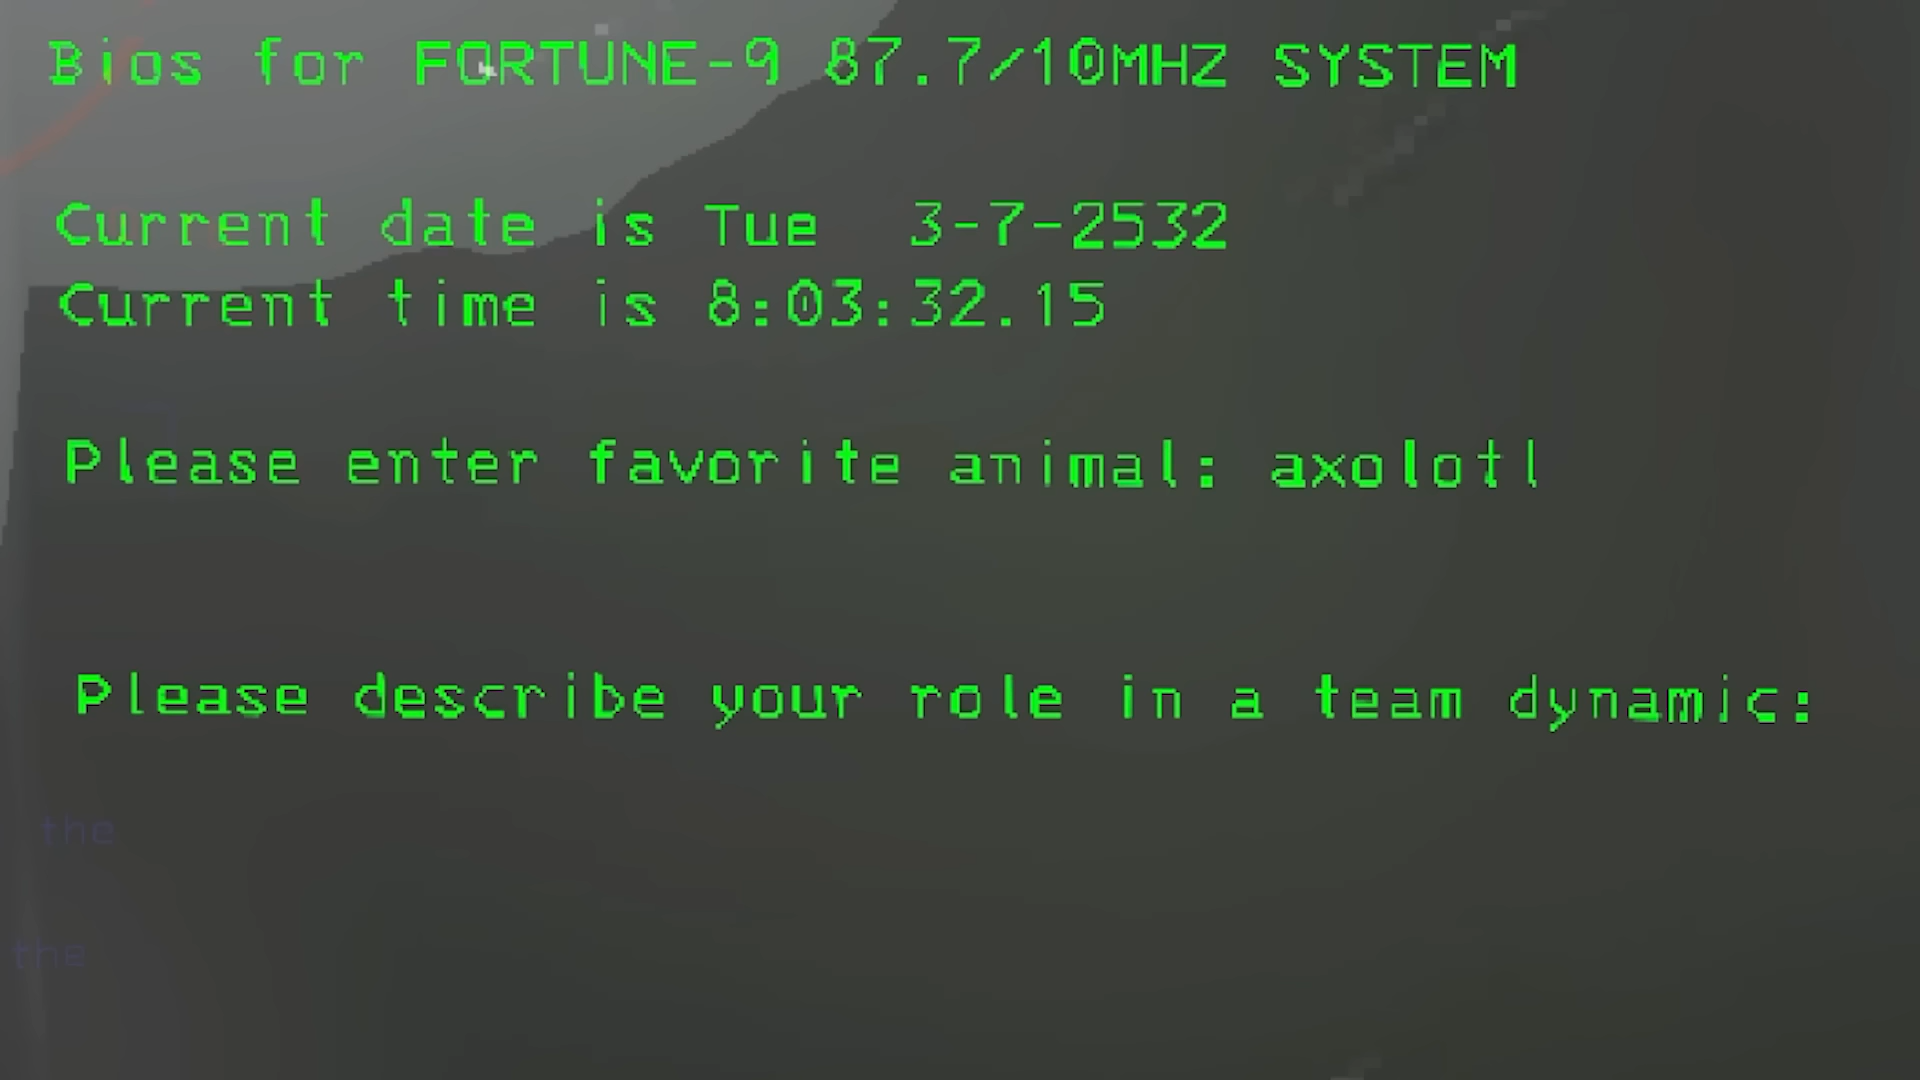 Bios for FORTUNE-9 87.7/10MHZ SYSTEM
Current date is Tue  3-7-2532
Current time is 8:03:32.15
Please enter favorite animal: axolotl
Please describe your role in a team dynamic:
the
the